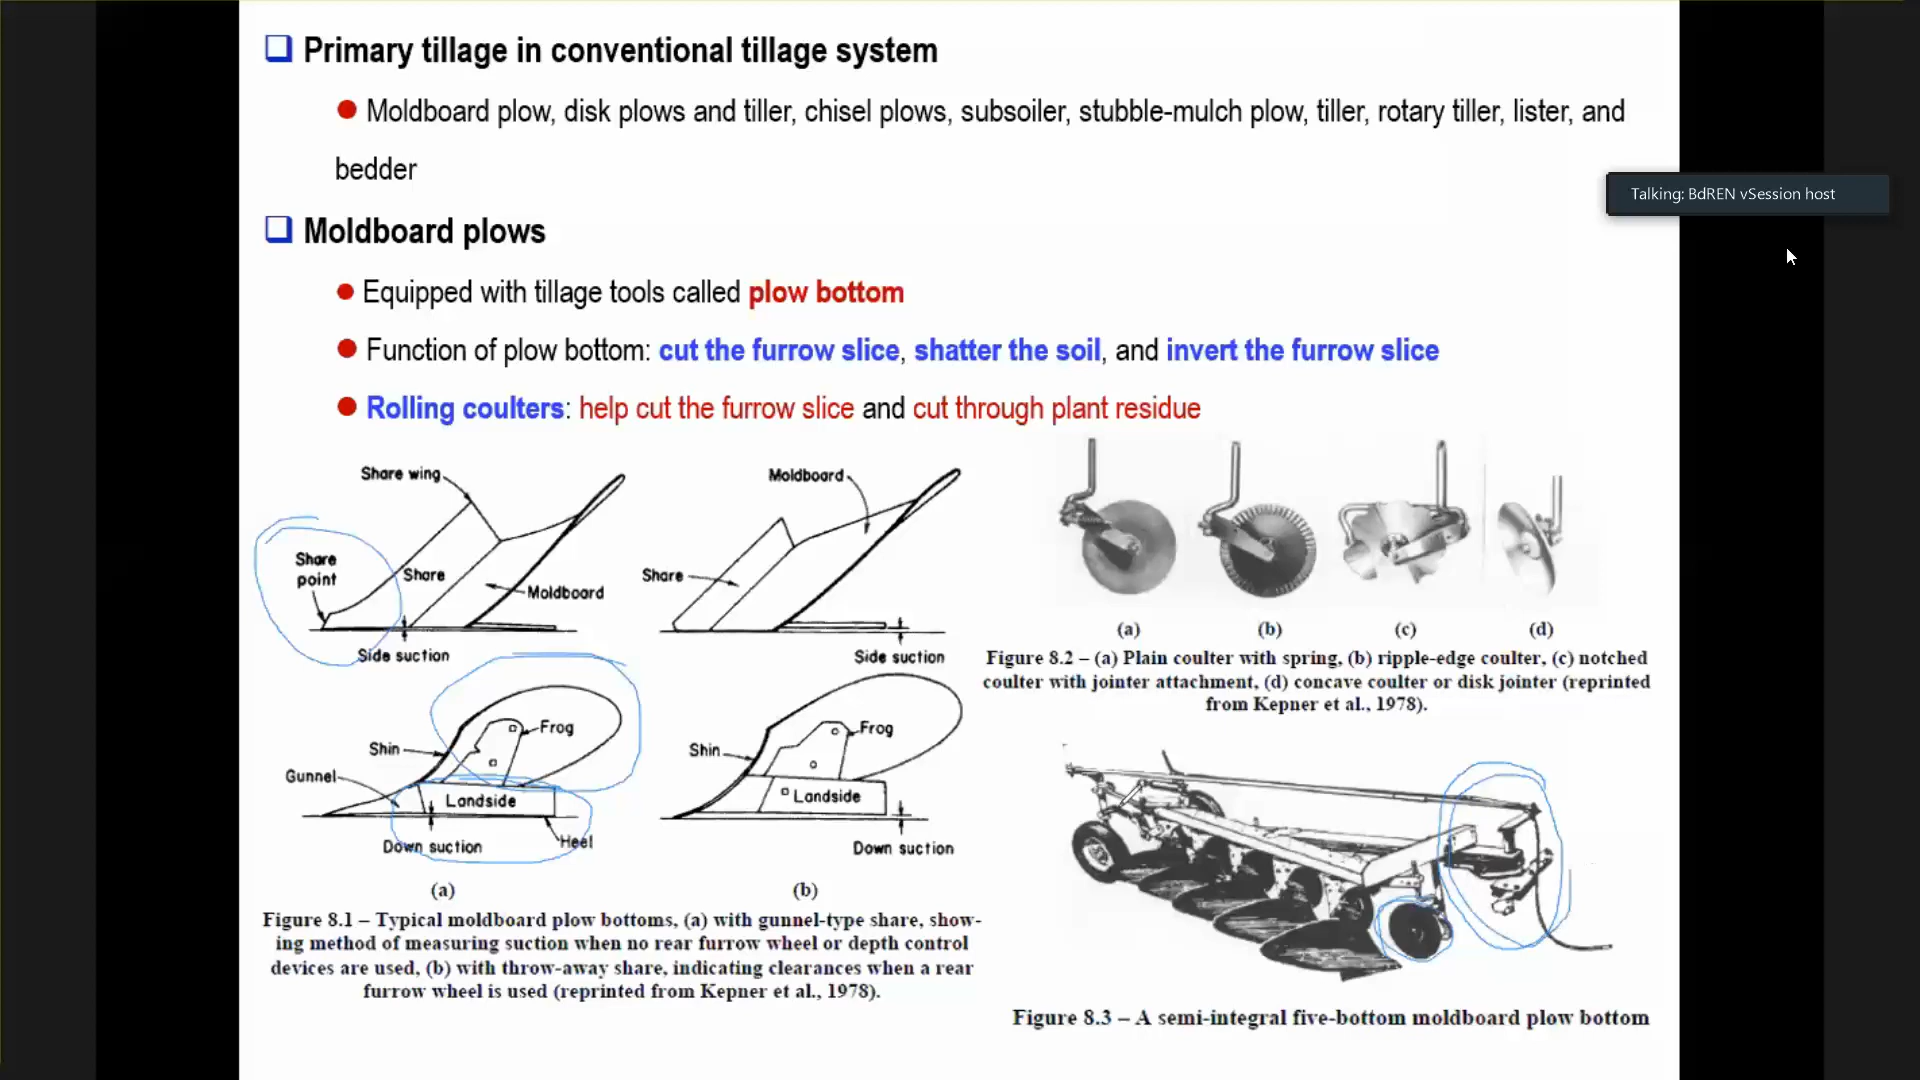 Primary tillage in conventional tillage system
Moldboard plow, disk plows and tiller, chisel plows, subsoiler, stubble-mulch plow, tiller, rotary tiller, lister, and
bedder
Talking: BdREN vSession host
Moldboard plows
Equipped with tillage tools called plow bottom
Function of plow bottom: cut the furrow slice, shatter the soil, and invert the furrow slice
Rolling coulters: help cut the furrow slice and cut through plant residue
Share wing
Share
point
Share
Moldboard
Side suction
Moldboard
Share
Side suction
Shin
Frog
Gunnel
Landside
Down suction
Heel
(a)
Shin
Frog
Landside
Down suction
(b)
Figure 8.1 – Typical moldboard plow bottoms, (a) with gunnel-type share, show-
ing method of measuring suction when no rear furrow wheel or depth control
devices are used, (b) with throw-away share, indicating clearances when a rear
furrow wheel is used (reprinted from Kepner et al., 1978).
(a)
(b)
(c)
(d)
Figure 8.2 – (a) Plain coulter with spring, (b) ripple-edge coulter, (c) notched
coulter with jointer attachment, (d) concave coulter or disk jointer (reprinted
from Kepner et al., 1978).
Figure 8.3 – A semi-integral five-bottom moldboard plow bottom